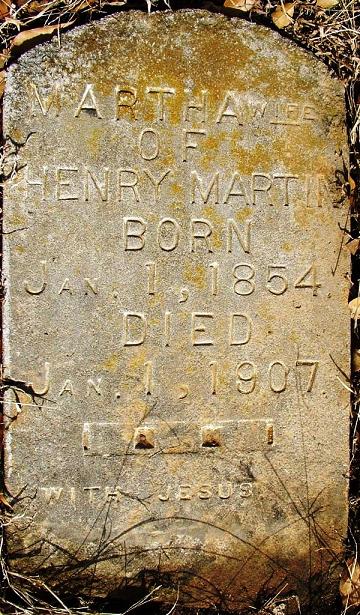 MARTHA WIFE
OF
HENRY MARTIN
BORN
JAN. 1, 1854
DIED
JAN. 1, 1907.
WITH JESUS